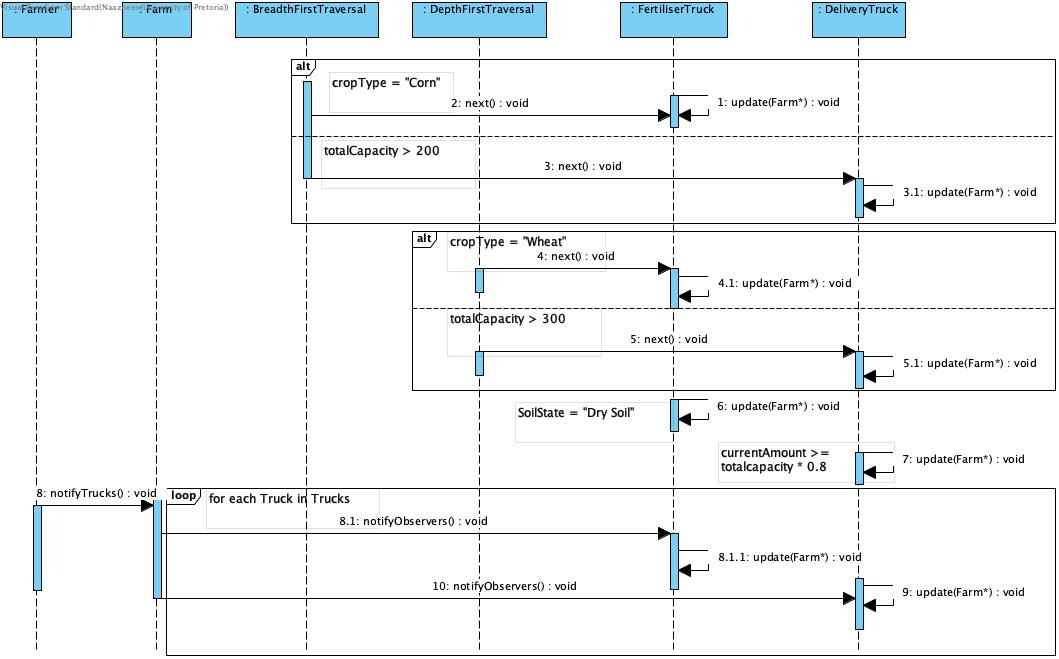 Visual Paradigm Standard(Naazneen(University of Pretoria))
: Farmer
: Farm
: BreadthFirstTraversal
: DepthFirstTraversal
: FertiliserTruck
: DeliveryTruck
alt
cropType = "Corn"
2: next() : void
1: update(Farm*) : void
totalCapacity > 200
3: next() : void
3.1: update(Farm*) : void
alt
cropType = "Wheat"
4: next() : void
4.1: update(Farm*) : void
totalCapacity > 300
5: next() : void
5.1: update(Farm*) : void
SoilState = "Dry Soil"
6: update(Farm*) : void
currentAmount >=
totalcapacity * 0.8
7: update(Farm*) : void
8: notifyTrucks() : void
loop
for each Truck in Trucks
8.1: notifyObservers() : void
8.1.1: update(Farm*) : void
10: notifyObservers() : void
9: update(Farm*) : void